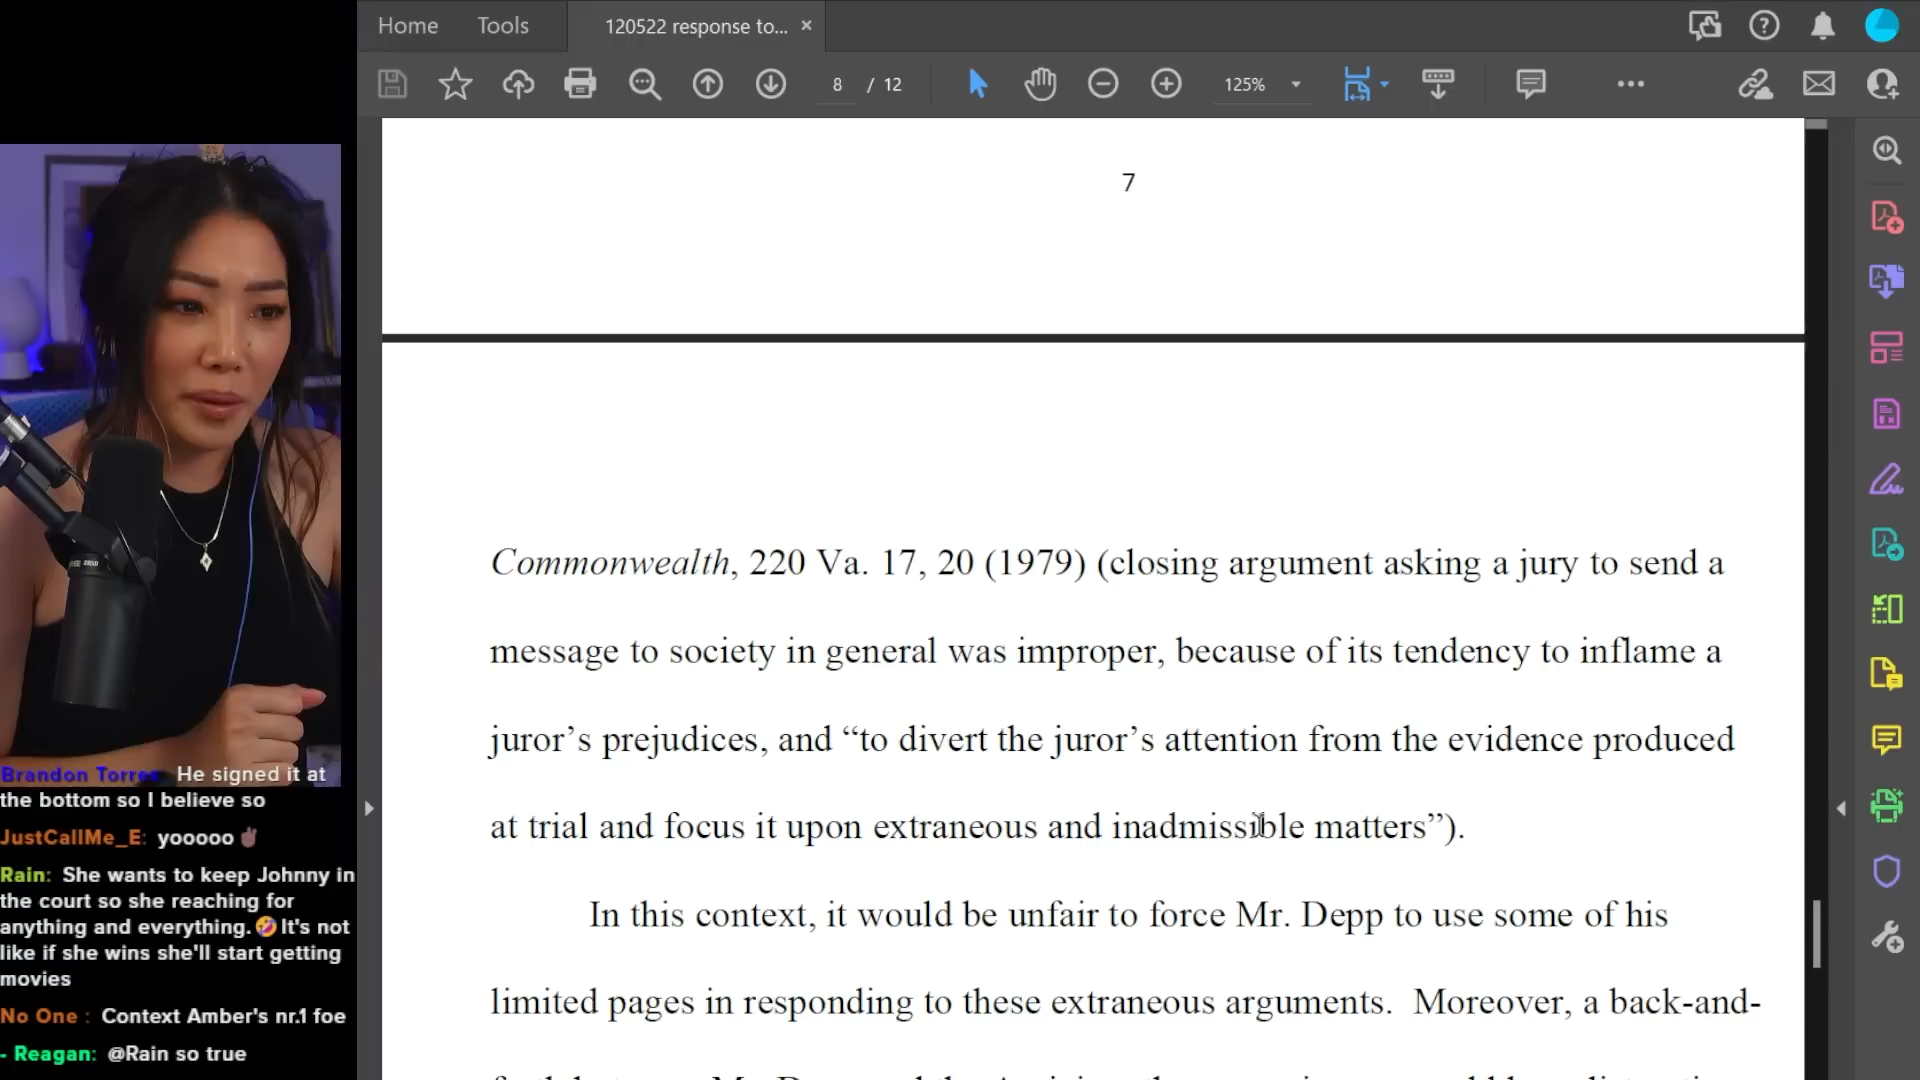 Home Tools 120522 response to... ×
8 / 12 125%
7
Commonwealth, 220 Va. 17, 20 (1979) (closing argument asking a jury to send a
message to society in general was improper, because of its tendency to inflame a
juror’s prejudices, and “to divert the juror’s attention from the evidence produced
at trial and focus it upon extraneous and inadmissible matters”).
In this context, it would be unfair to force Mr. Depp to use some of his
limited pages in responding to these extraneous arguments. Moreover, a back-and-
Brandon Torres He signed it at
the bottom so I believe so
JustCallMe_E: yooooo
Rain: She wants to keep Johnny in
the court so she reaching for
anything and everything.🤣It's not
like if she wins she'll start getting
movies
No One : Context Amber's nr.1 foe
- Reagan: @Rain so true